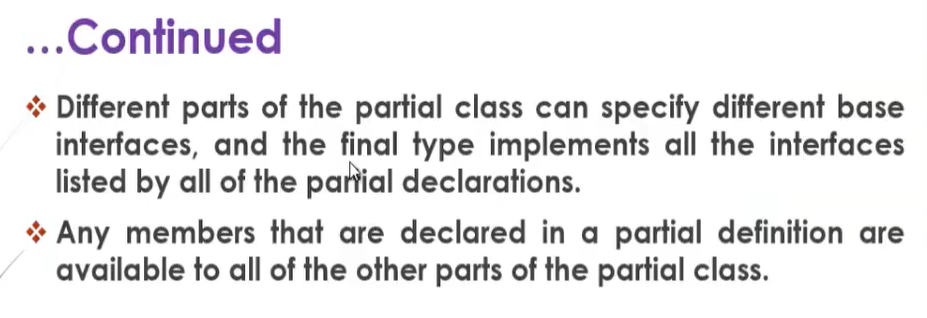 ...Continued
Different parts of the partial class can specify different base
interfaces, and the final type implements all the interfaces
listed by all of the partial declarations.
Any members that are declared in a partial definition are
available to all of the other parts of the partial class.